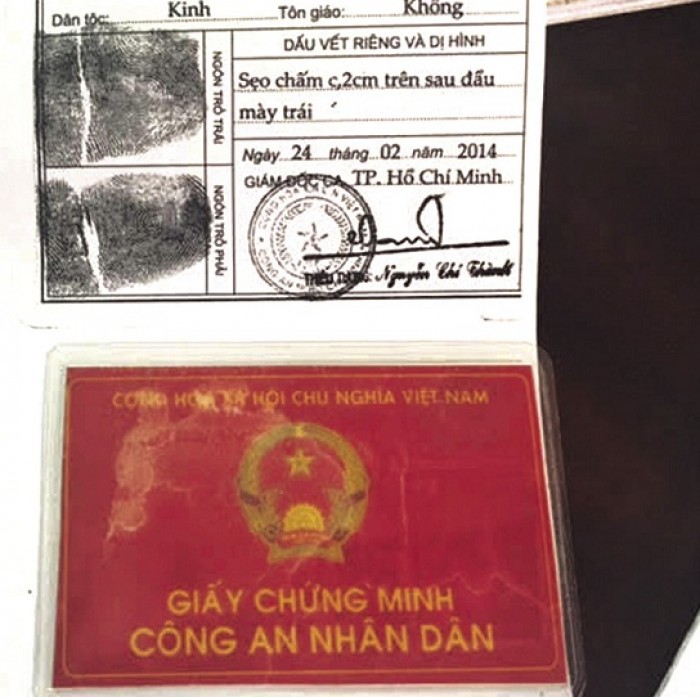 Dân tộc: Kinh Tôn giáo: Không
DẤU VẾT RIÊNG VÀ DỊ HÌNH
Sẹo chấm c,2cm trên sau đầu
mày trái
NGÓN TRỎ TRÁI
Ngày 24 tháng 02 năm 2014
GIÁM ĐỐC CA TP. Hồ Chí Minh
NGÓN TRỎ PHẢI
Nguyễn Chí Thành
CỘNG HÒA XÃ HỘI CHỦ NGHĨA VIỆT NAM
GIẤY CHỨNG MINH
CÔNG AN NHÂN DÂN